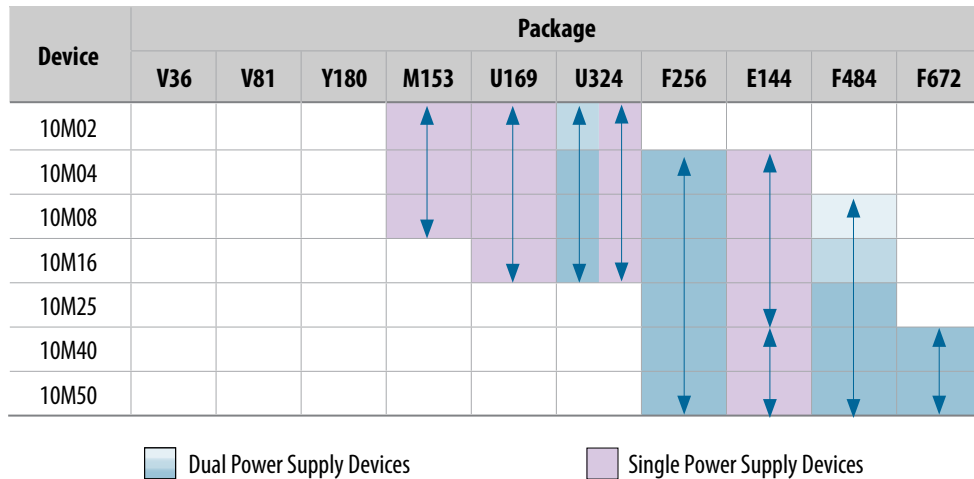 Device
Package
V36 V81 Y180 M153 U169 U324 F256 E144 F484 F672
10M02
10M04
10M08
10M16
10M25
10M40
10M50
Dual Power Supply Devices
Single Power Supply Devices